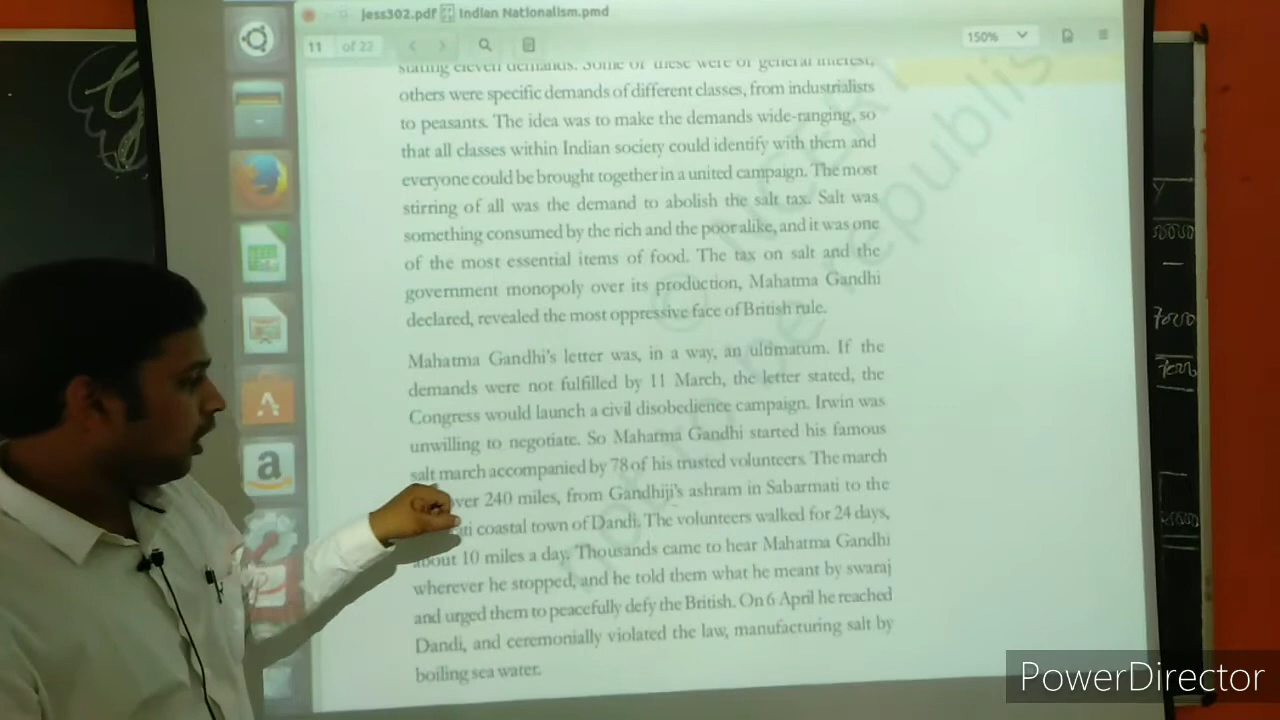 jess302.pdf Indian Nationalism.pmd
11 of 22
150%
stating eleven demands. Some of these were of general interest,
others were specific demands of different classes, from industrialists
to peasants. The idea was to make the demands wide-ranging, so
that all classes within Indian society could identify with them and
everyone could be brought together in a united campaign. The most
stirring of all was the demand to abolish the salt tax. Salt was
something consumed by the rich and the poor alike, and it was one
of the most essential items of food. The tax on salt and the
government monopoly over its production, Mahatma Gandhi
declared, revealed the most oppressive face of British rule.
Mahatma Gandhi's letter was, in a way, an ultimatum. If the
demands were not fulfilled by 11 March, the letter stated, the
Congress would launch a civil disobedience campaign. Irwin was
unwilling to negotiate. So Mahatma Gandhi started his famous
salt march accompanied by 78 of his trusted volunteers. The march
over 240 miles, from Gandhiji's ashram in Sabarmati to the
coastal town of Dandi. The volunteers walked for 24 days,
about 10 miles a day. Thousands came to hear Mahatma Gandhi
wherever he stopped, and he told them what he meant by swaraj
and urged them to peacefully defy the British. On 6 April he reached
Dandi, and ceremonially violated the law, manufacturing salt by
boiling sea water.
© NCERT
not to be republis
a
PowerDirector